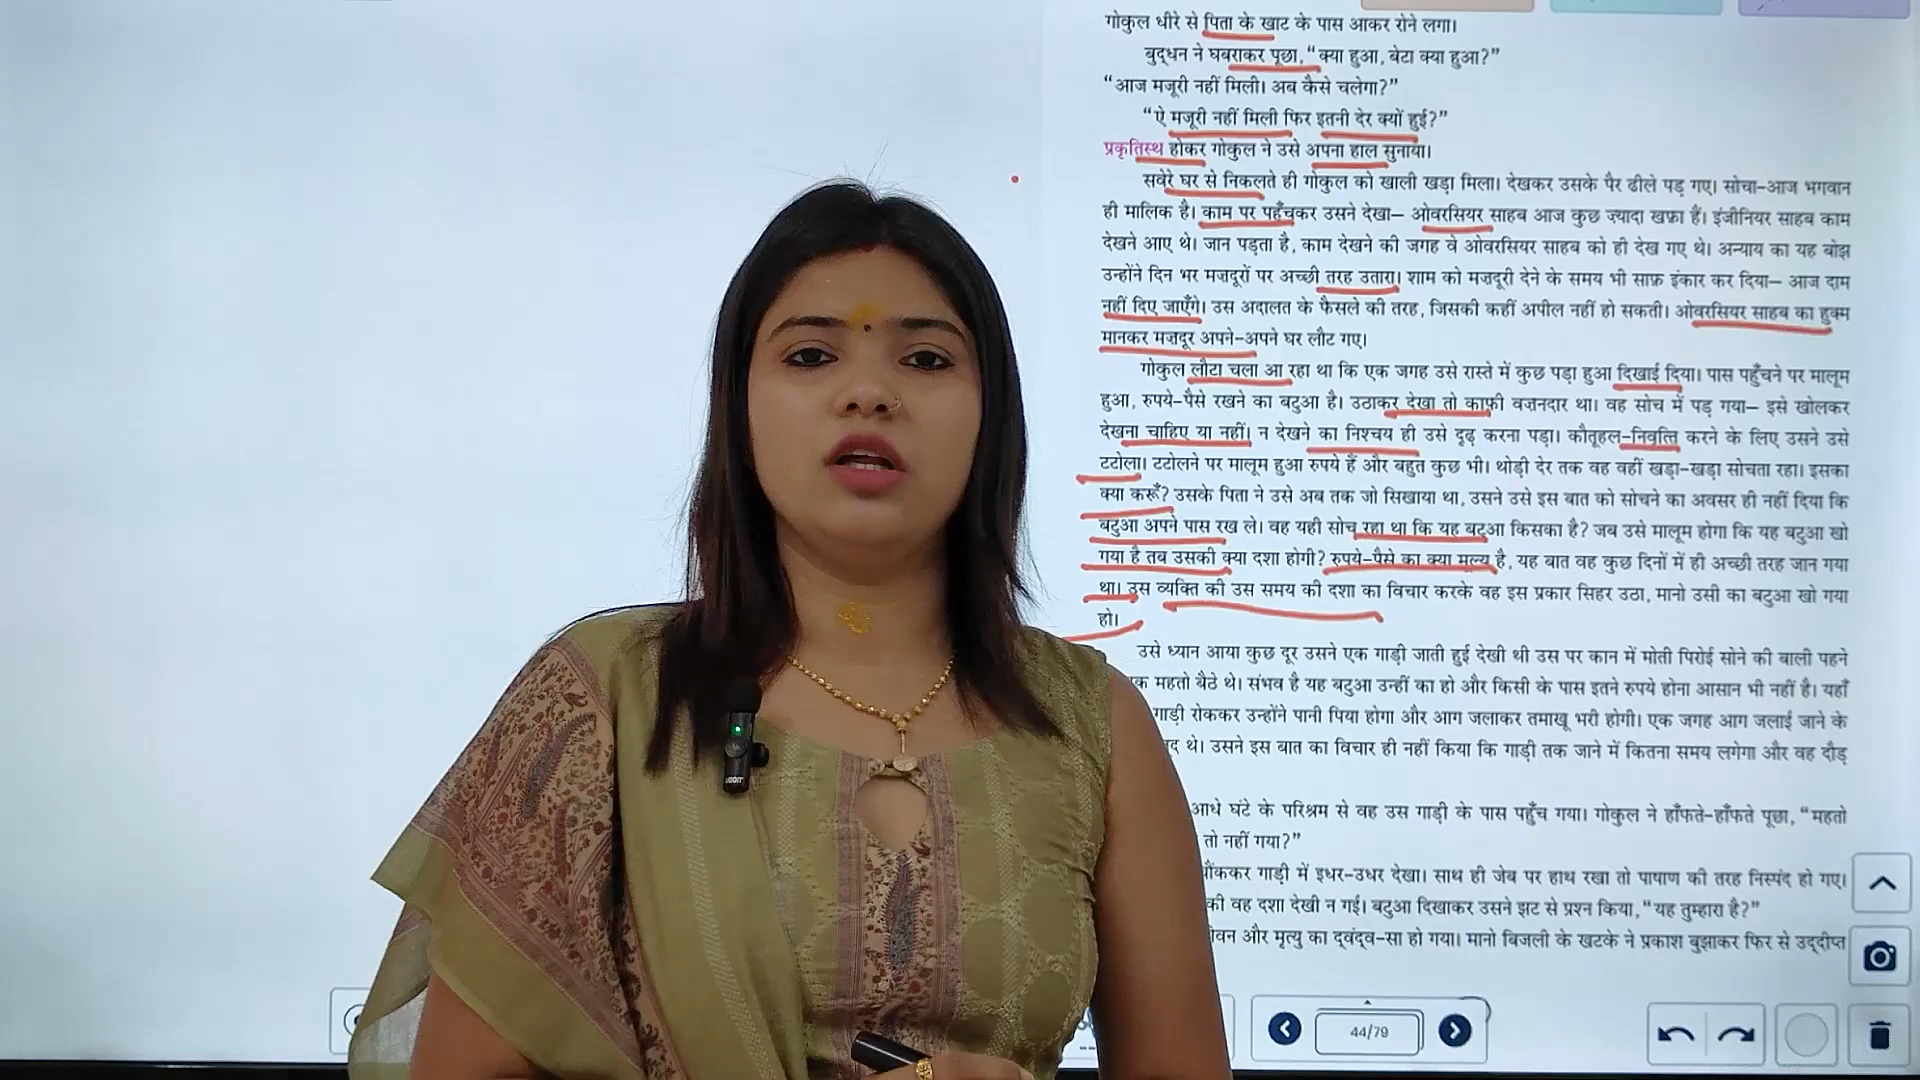 गोकुल धीरे से पिता के खाट के पास आकर रोने लगा।
बुद्धन ने घबराकर पूछा, “क्या हुआ, बेटा क्या हुआ?”
“आज मजूरी नहीं मिली। अब कैसे चलेगा?”
“ऐ मजूरी नहीं मिली फिर इतनी देर क्यों हुई?”
प्रकृतिस्थ होकर गोकुल ने उसे अपना हाल सुनाया।
सवेरे घर से निकलते ही गोकुल को खाली खड़ा मिला। देखकर उसके पैर ढीले पड़ गए। सोचा–आज भगवान
ही मालिक है। काम पर पहुँचकर उसने देखा– ओवरसियर साहब आज कुछ ज़्यादा खफ़ा हैं। इंजीनियर साहब काम
देखने आए थे। जान पड़ता है, काम देखने की जगह वे ओवरसियर साहब को ही देख गए थे। अन्याय का यह बोझ
उन्होंने दिन भर मज़दूरों पर अच्छी तरह उतारा। शाम को मज़दूरी देने के समय भी साफ़ इंकार कर दिया– आज दाम
नहीं दिए जाएँगे। उस अदालत के फैसले की तरह, जिसकी कहीं अपील नहीं हो सकती। ओवरसियर साहब का हुक्म
मानकर मज़दूर अपने–अपने घर लौट गए।
गोकुल लौटा चला आ रहा था कि एक जगह उसे रास्ते में कुछ पड़ा हुआ दिखाई दिया। पास पहुँचने पर मालूम
हुआ, रुपये–पैसे रखने का बटुआ है। उठाकर देखा तो काफ़ी वज़नदार था। वह सोच में पड़ गया– इसे खोलकर
देखना चाहिए या नहीं। न देखने का निश्चय ही उसे दृढ़ करना पड़ा। कौतूहल–निवृत्ति करने के लिए उसने उसे
टटोला। टटोलने पर मालूम हुआ रुपये हैं और बहुत कुछ भी। थोड़ी देर तक वह वहीं खड़ा–खड़ा सोचता रहा। इसका
क्या करूँ? उसके पिता ने उसे अब तक जो सिखाया था, उसने उसे इस बात को सोचने का अवसर ही नहीं दिया कि
बटुआ अपने पास रख ले। वह यही सोच रहा था कि यह बटुआ किसका है? जब उसे मालूम होगा कि यह बटुआ खो
गया है तब उसकी क्या दशा होगी? रुपये–पैसे का क्या मूल्य है, यह बात वह कुछ दिनों में ही अच्छी तरह जान गया
था। उस व्यक्ति की उस समय की दशा का विचार करके वह इस प्रकार सिहर उठा, मानो उसी का बटुआ खो गया
हो।
उसे ध्यान आया कुछ दूर उसने एक गाड़ी जाती हुई देखी थी उस पर कान में मोती पिरोई सोने की बाली पहने
महतो बैठे थे। संभव है यह बटुआ उन्हीं का हो और किसी के पास इतने रुपये होना आसान भी नहीं है। यहाँ
गाड़ी रोककर उन्होंने पानी पिया होगा और आग जलाकर तमाखू भरी होगी। एक जगह आग जलाई जाने के
थे। उसने इस बात का विचार ही नहीं किया कि गाड़ी तक जाने में कितना समय लगेगा और वह दौड़
आधे घंटे के परिश्रम से वह उस गाड़ी के पास पहुँच गया। गोकुल ने हाँफते–हाँफते पूछा, “महतो
तो नहीं गया?”
गाड़ी में इधर–उधर देखा। साथ ही जेब पर हाथ रखा तो पाषाण की तरह निस्पंद हो गए।
की वह दशा देखी न गई। बटुआ दिखाकर उसने झट से प्रश्न किया, “यह तुम्हारा है?”
और मृत्यु का द्वंद्व–सा हो गया। मानो बिजली के खटके ने प्रकाश बुझाकर फिर से उद्दीप्त
44/79